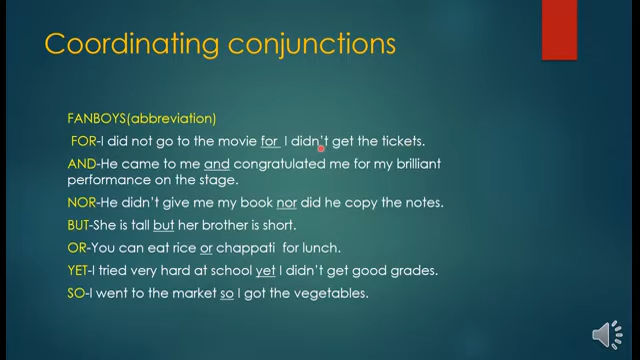 Coordinating conjunctions
FANBOYS(abbreviation)
FOR-I did not go to the movie for I didn't get the tickets.
AND-He came to me and congratulated me for my brilliant
performance on the stage.
NOR-He didn't give me my book nor did he copy the notes.
BUT-She is tall but her brother is short.
OR-You can eat rice or chappati for lunch.
YET-I tried very hard at school yet I didn't get good grades.
SO-I went to the market so I got the vegetables.